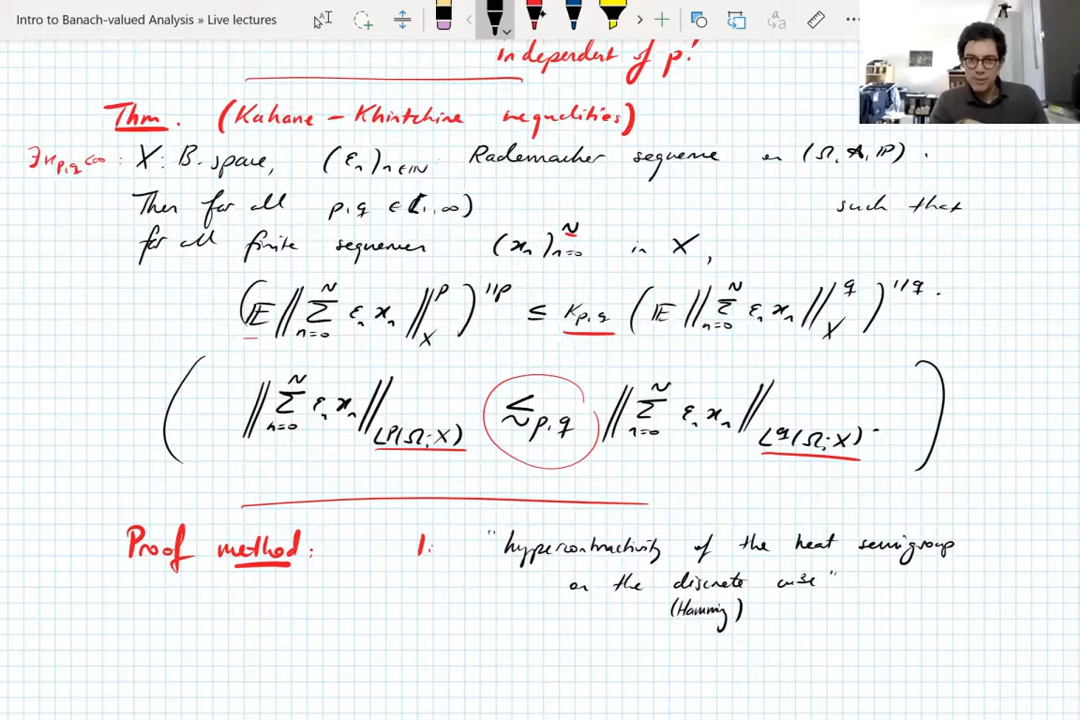 Intro to Banach-valued Analysis » Live lectures
independent of p!
Thm. (Kahane – Khintchine inequalities)
∃K_{p,q}<∞ : X : B. space, (ε_n)_{n∈ℕ} Rademacher sequence on (Ω, A, ℙ).
Then for all p,q ∈ [1,∞) such that
for all finite sequences (x_n)_{n=0}^N in X,
(𝔼 ‖ Σ_{n=0}^N ε_n x_n ‖_X^p)^{1/p} ≤ K_{p,q} (𝔼 ‖ Σ_{n=0}^N ε_n x_n ‖_X^q)^{1/q}.
( ‖ Σ_{n=0}^N ε_n x_n ‖_{L^p(Ω;X)} ≲_{p,q} ‖ Σ_{n=0}^N ε_n x_n ‖_{L^q(Ω;X)}. )
Proof method: 1: "hypercontractivity of the heat semigroup
on the discrete cube"
(Hamming)